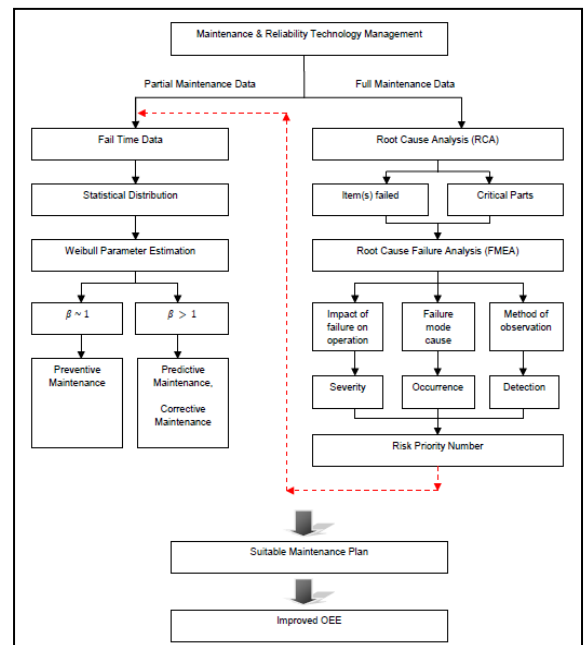 Maintenance & Reliability Technology Management
Partial Maintenance Data
Full Maintenance Data
Fail Time Data
Root Cause Analysis (RCA)
Statistical Distribution
Item(s) failed
Critical Parts
Weibull Parameter Estimation
Root Cause Failure Analysis (FMEA)
β ~ 1
β > 1
Impact of
failure on
operation
Failure
mode
cause
Method of
observation
Preventive
Maintenance
Predictive
Maintenance,
Corrective
Maintenance
Severity
Occurrence
Detection
Risk Priority Number
Suitable Maintenance Plan
Improved OEE